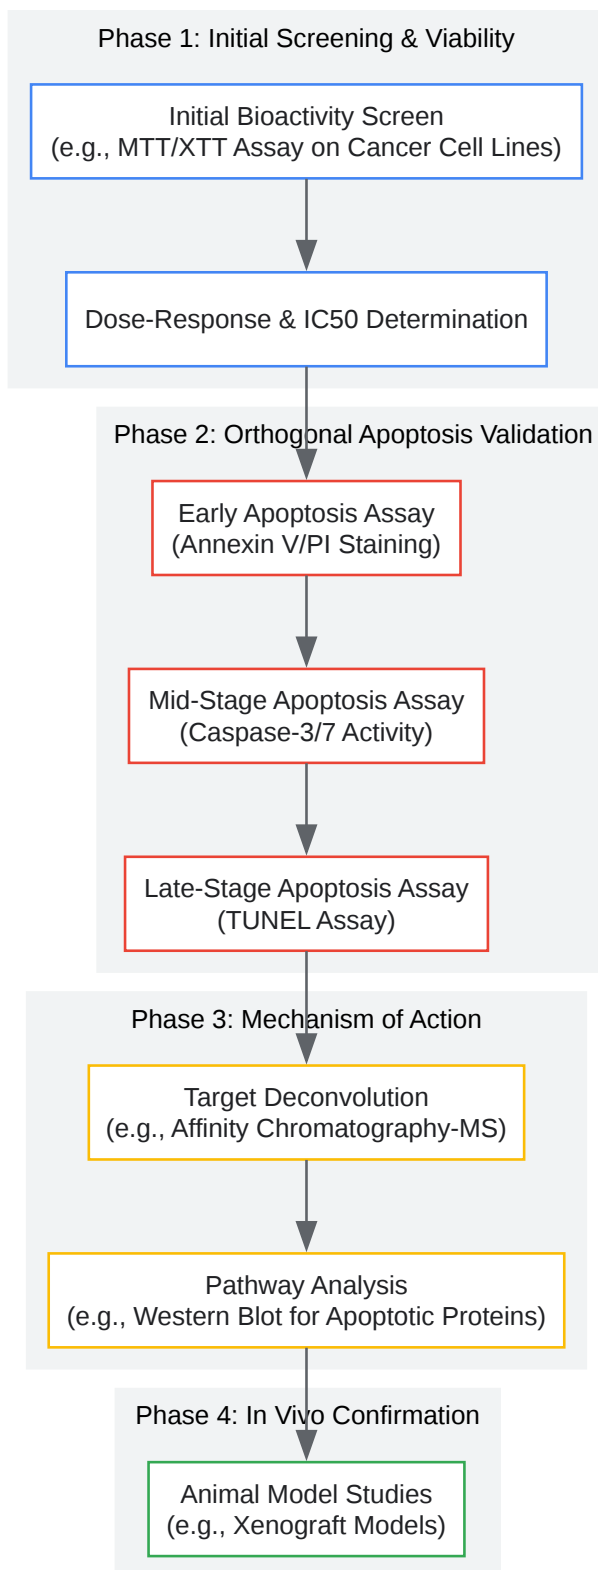 Phase 1: Initial Screening & Viability
Initial Bioactivity Screen
(e.g., MTT/XTT Assay on Cancer Cell Lines)
Dose-Response & IC50 Determination
Phase 2: Orthogonal Apoptosis Validation
Early Apoptosis Assay
(Annexin V/PI Staining)
Mid-Stage Apoptosis Assay
(Caspase-3/7 Activity)
Late-Stage Apoptosis Assay
(TUNEL Assay)
Phase 3: Mechanism of Action
Target Deconvolution
(e.g., Affinity Chromatography-MS)
Pathway Analysis
(e.g., Western Blot for Apoptotic Proteins)
Phase 4: In Vivo Confirmation
Animal Model Studies
(e.g., Xenograft Models)